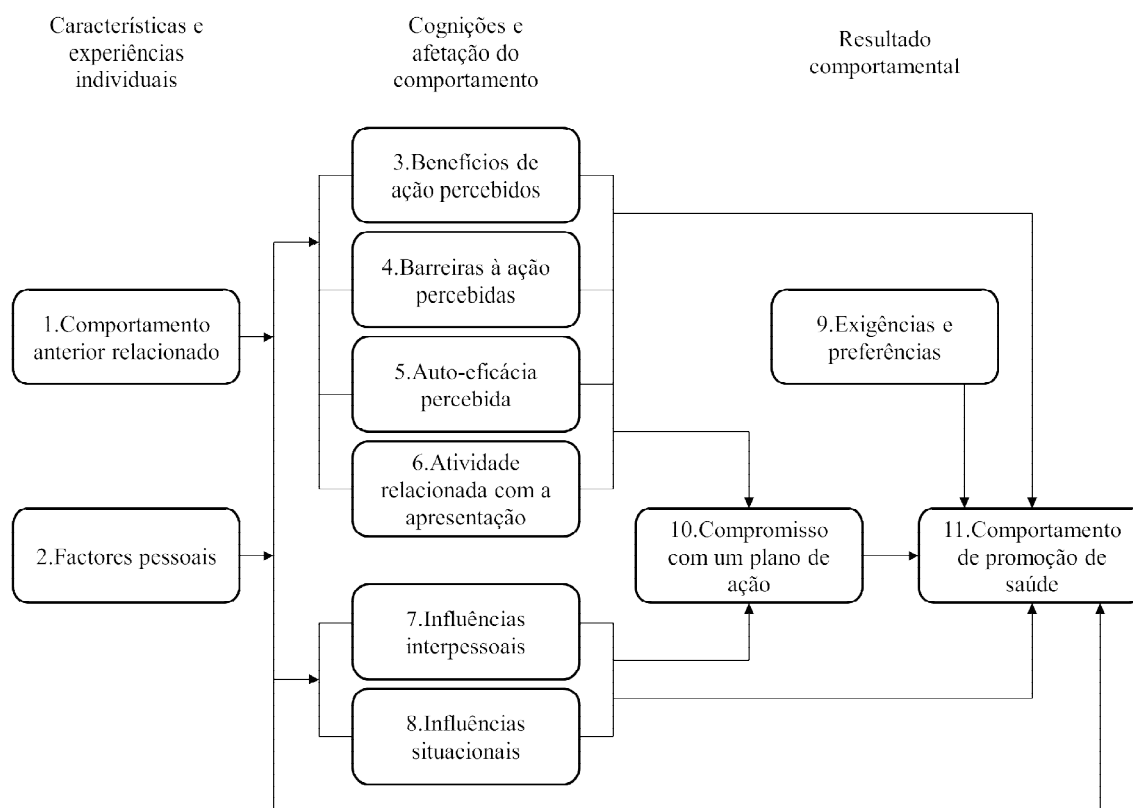 Características e
experiências
individuais
Cognições e
afetação do
comportamento
Resultado
comportamental
3.Benefícios de
ação percebidos
4.Barreiras à ação
percebidas
1.Comportamento
anterior relacionado
9.Exigências e
preferências
5.Auto-eficácia
percebida
6.Atividade
relacionada com a
apresentação
2.Factores pessoais
10.Compromisso
com um plano de
ação
11.Comportamento
de promoção de
saúde
7.Influências
interpessoais
8.Influências
situacionais